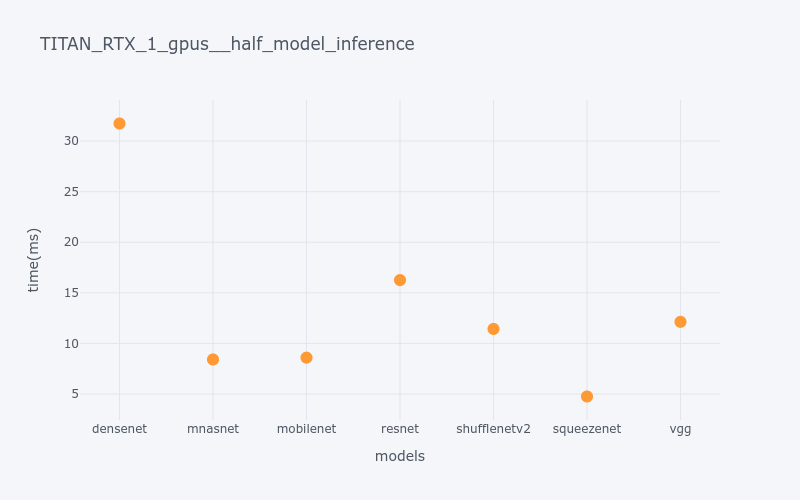 TITAN_RTX_1_gpus__half_model_inference
30
25
20
15
10
5
time(ms)
densenet mnasnet mobilenet resnet shufflenetv2 squeezenet vgg
models